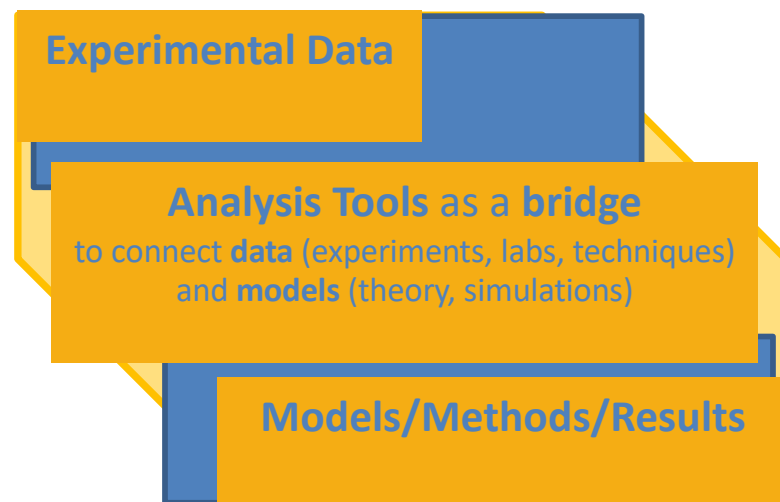 Experimental Data
Analysis Tools as a bridge
to connect data (experiments, labs, techniques)
and models (theory, simulations)
Models/Methods/Results